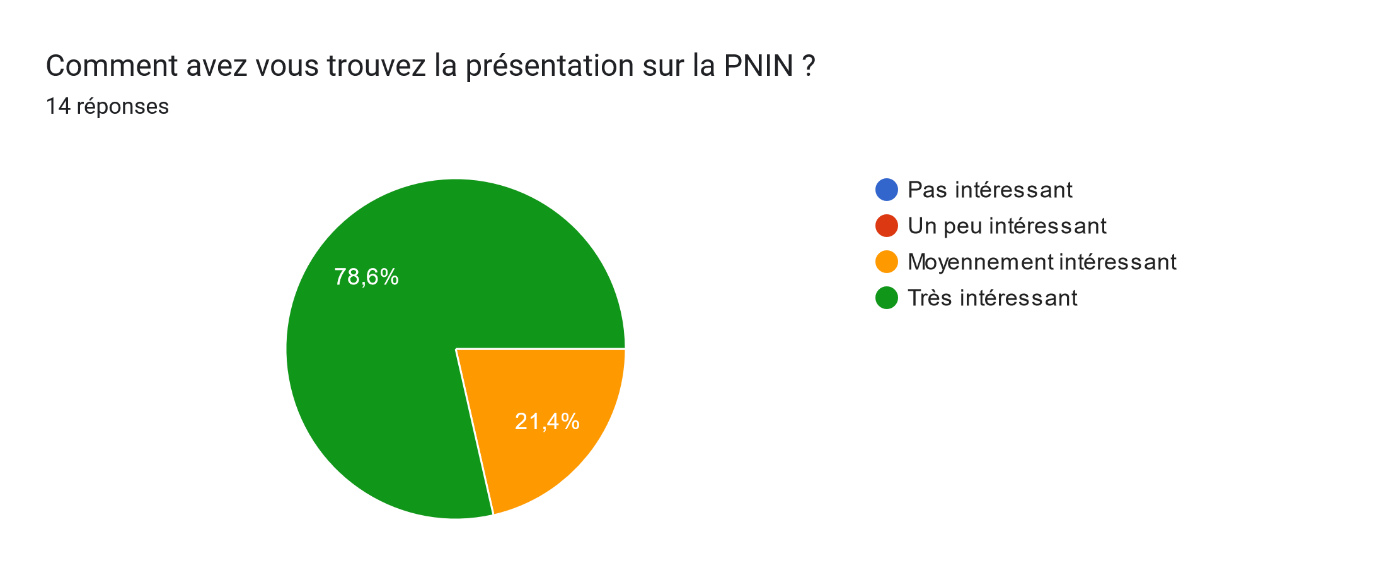 Comment avez vous trouvez la présentation sur la PNIN ?
14 réponses
Pas intéressant
Un peu intéressant
Moyennement intéressant
Très intéressant
78,6%
21,4%